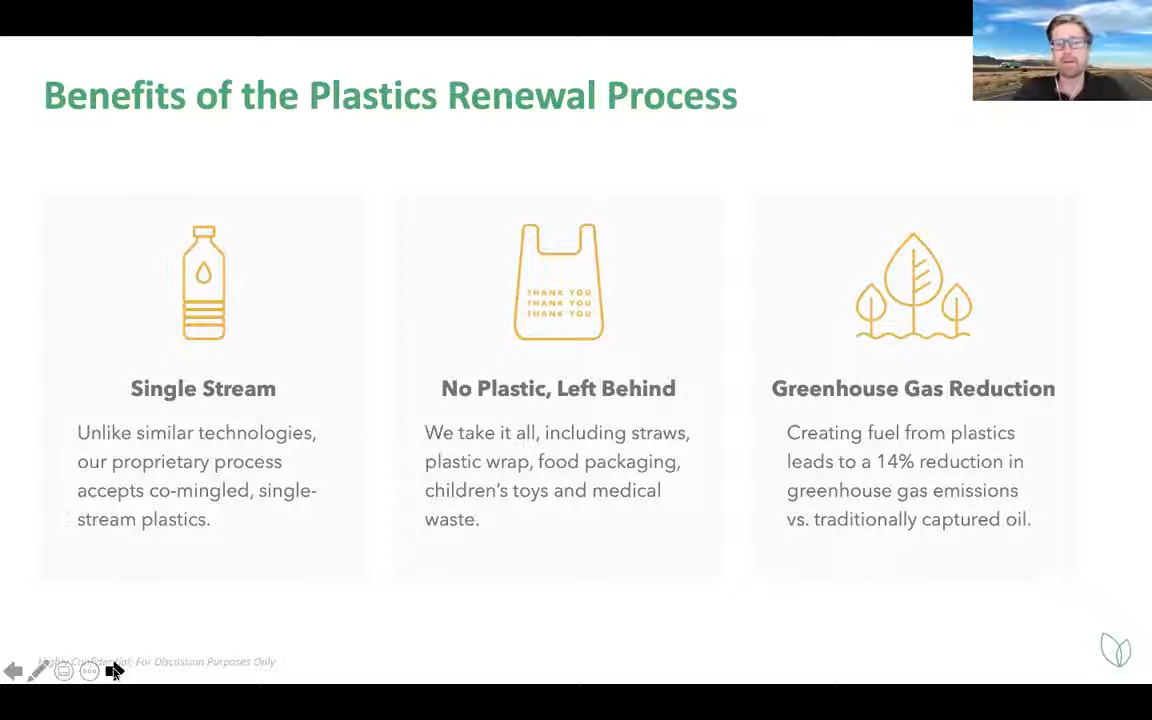 Benefits of the Plastics Renewal Process
THANK YOU
THANK YOU
THANK YOU
Single Stream
Unlike similar technologies,
our proprietary process
accepts co-mingled, single-
stream plastics.
No Plastic, Left Behind
We take it all, including straws,
plastic wrap, food packaging,
children's toys and medical
waste.
Greenhouse Gas Reduction
Creating fuel from plastics
leads to a 14% reduction in
greenhouse gas emissions
vs. traditionally captured oil.
Highly Confidential; For Discussion Purposes Only